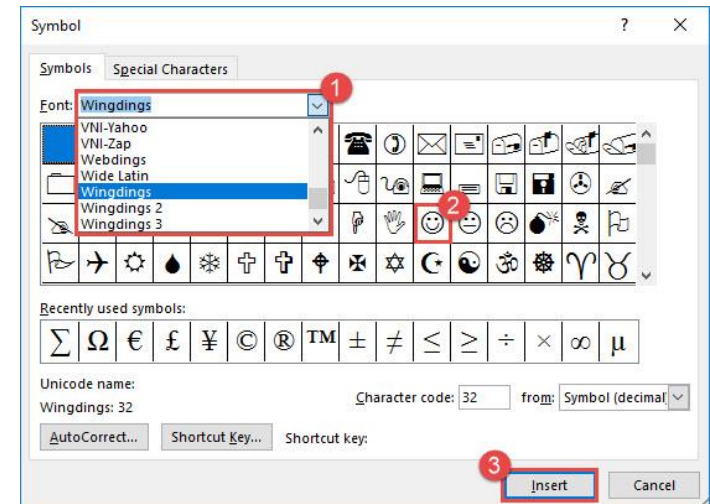 Symbol ? ×
Symbols Special Characters
1
Font: Wingdings
VNI-Yahoo
VNI-Zap
Webdings
Wide Latin
Wingdings
Wingdings 2
Wingdings 3
2
Recently used symbols:
∑ Ω € £ ¥ © ® ™ ± ≠ ≤ ≥ ÷ × ∞ µ
Unicode name:
Wingdings: 32
Character code: 32 from: Symbol (decimal)
AutoCorrect... Shortcut Key... Shortcut key:
3
Insert Cancel